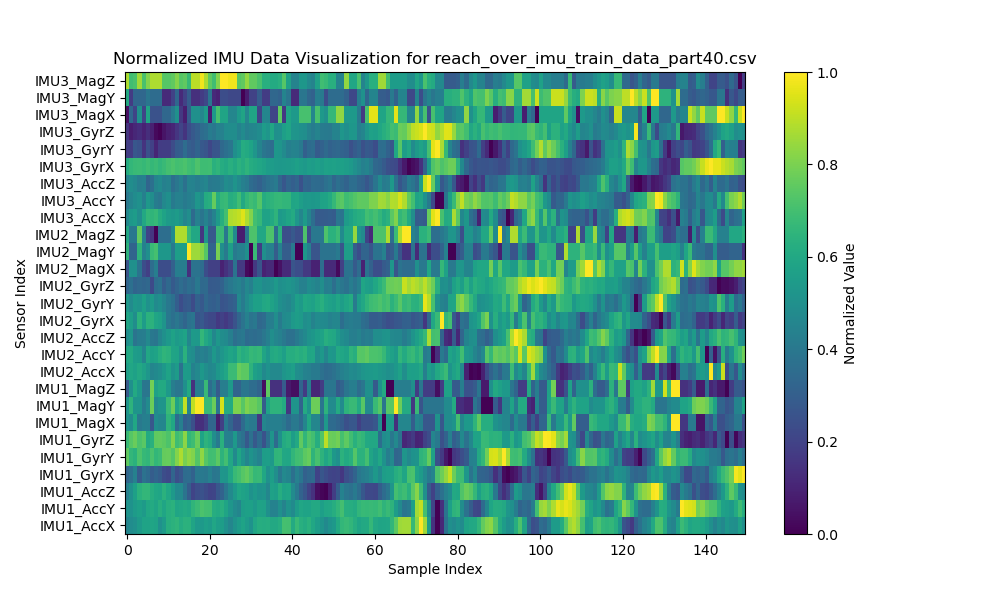 Normalized IMU Data Visualization for reach_over_imu_train_data_part40.csv
IMU3_MagZ
IMU3_MagY
IMU3_MagX
IMU3_GyrZ
IMU3_GyrY
IMU3_GyrX
IMU3_AccZ
IMU3_AccY
IMU3_AccX
IMU2_MagZ
IMU2_MagY
IMU2_MagX
IMU2_GyrZ
IMU2_GyrY
IMU2_GyrX
IMU2_AccZ
IMU2_AccY
IMU2_AccX
IMU1_MagZ
IMU1_MagY
IMU1_MagX
IMU1_GyrZ
IMU1_GyrY
IMU1_GyrX
IMU1_AccZ
IMU1_AccY
IMU1_AccX
Sensor Index
0 20 40 60 80 100 120 140
Sample Index
1.0
0.8
0.6
0.4
0.2
0.0
Normalized Value